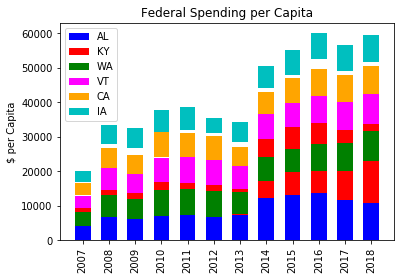 Federal Spending per Capita
$ per Capita
60000
50000
40000
30000
20000
10000
0
AL
KY
WA
VT
CA
IA
2007
2008
2009
2010
2011
2012
2013
2014
2015
2016
2017
2018